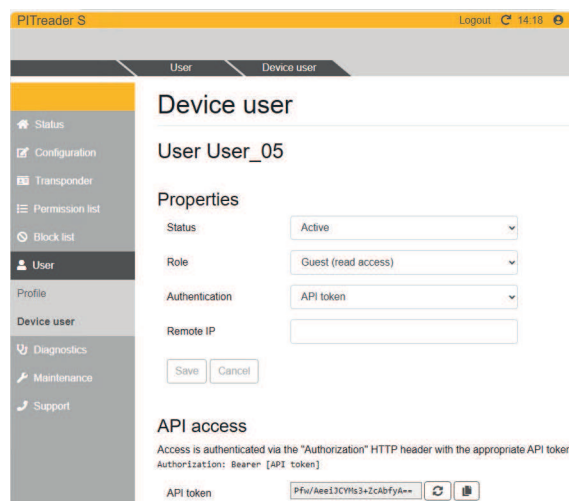 PITreader S
Logout 14:18
User Device user
Device user
Status
Configuration
Transponder
Permission list
Block list
User
Profile
Device user
Diagnostics
Maintenance
Support
User User_05
Properties
Status Active
Role Guest (read access)
Authentication API token
Remote IP
Save Cancel
API access
Access is authenticated via the "Authorization" HTTP header with the appropriate API token
Authorization: Bearer [API token]
API token Pfw/AeeiJCYMs3+ZcAbfyA==